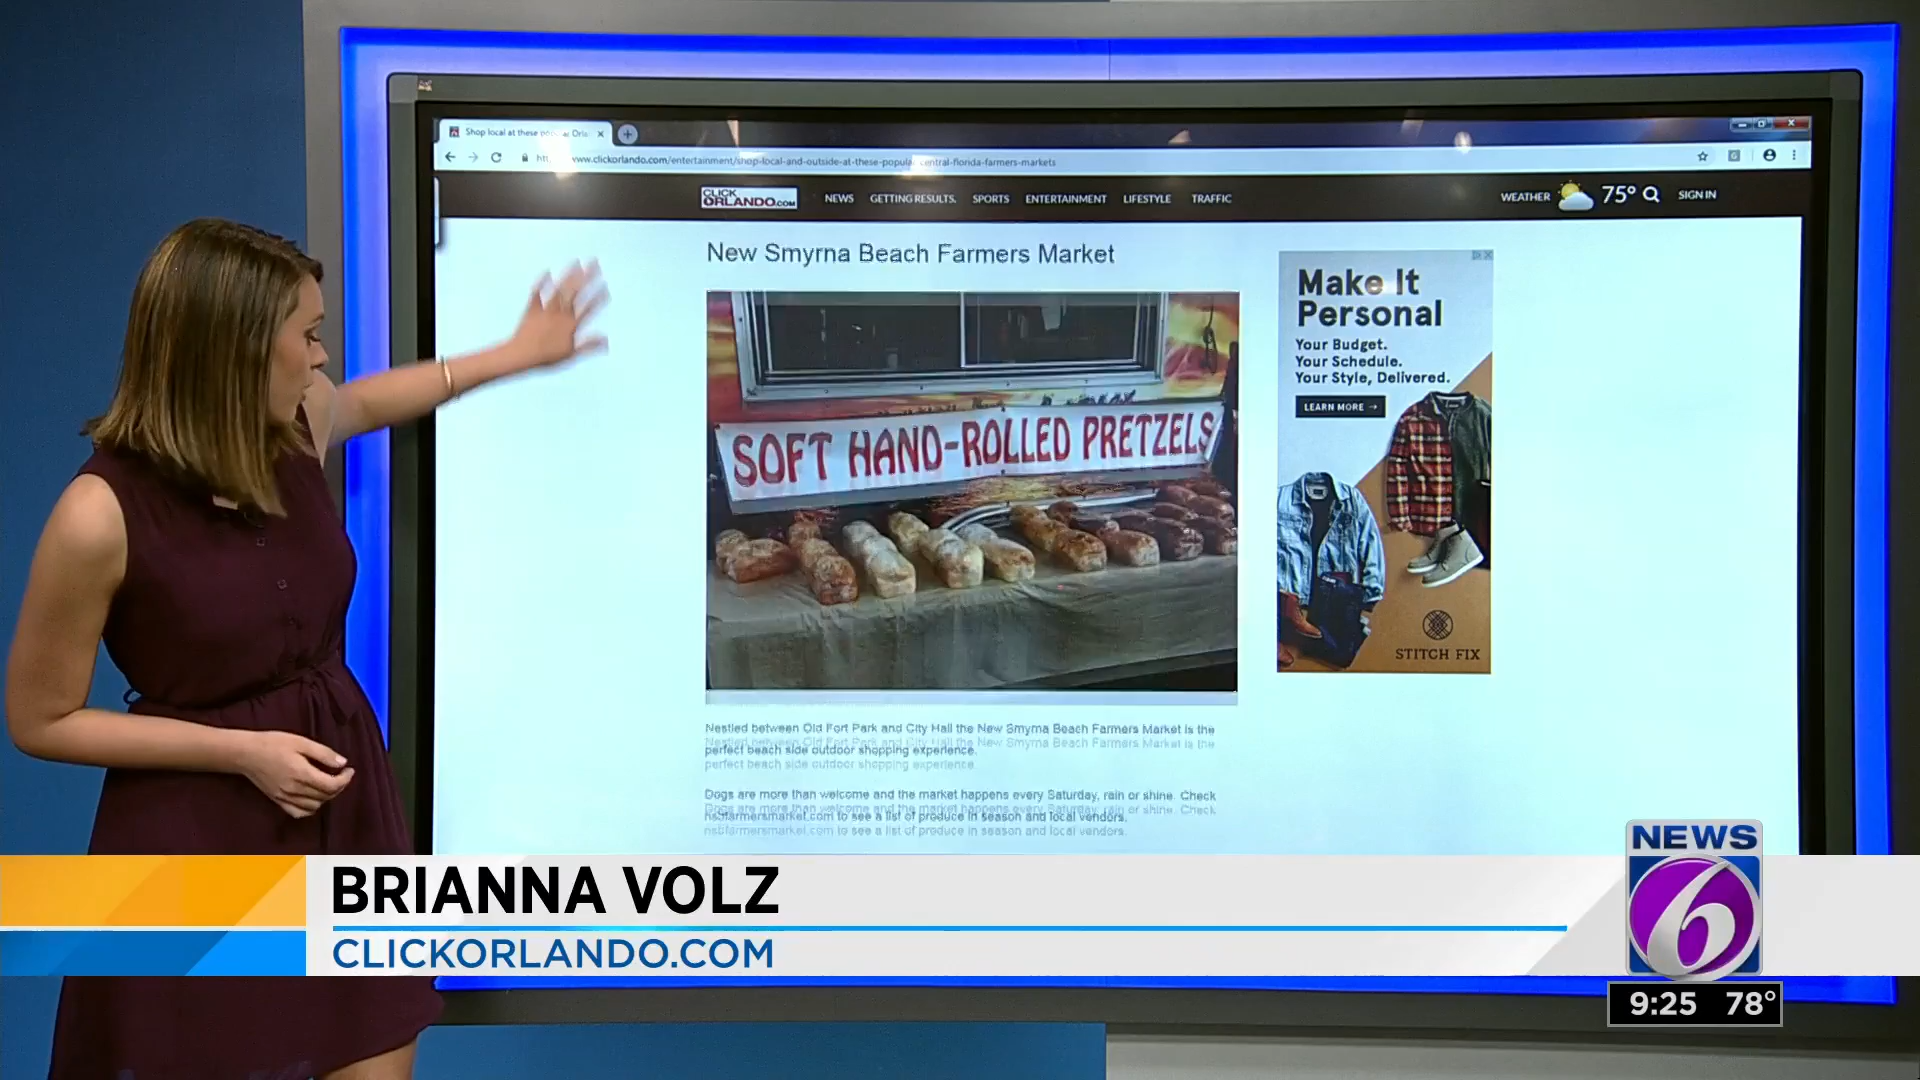 Shop local at these
www.clickorlando.com/entertainment/shop-local-and-outside-at-these-popular-central-florida-farmers-markets
CLICK
ORLANDO.COM
NEWS GETTING RESULTS. SPORTS ENTERTAINMENT LIFESTYLE TRAFFIC
WEATHER 75° SIGN IN
New Smyrna Beach Farmers Market
SOFT HAND-ROLLED PRETZELS
Make It
Personal
Your Budget.
Your Schedule.
Your Style, Delivered.
LEARN MORE →
STITCH FIX
Nestled between Old Fort Park and City Hall the New Smyrna Beach Farmers Market is the
perfect beach side outdoor shopping experience.
Dogs are more than welcome and the market happens every Saturday, rain or shine. Check
nsbfarmersmarket.com to see a list of produce in season and local vendors.
BRIANNA VOLZ
CLICKORLANDO.COM
NEWS
6
9:25 78°